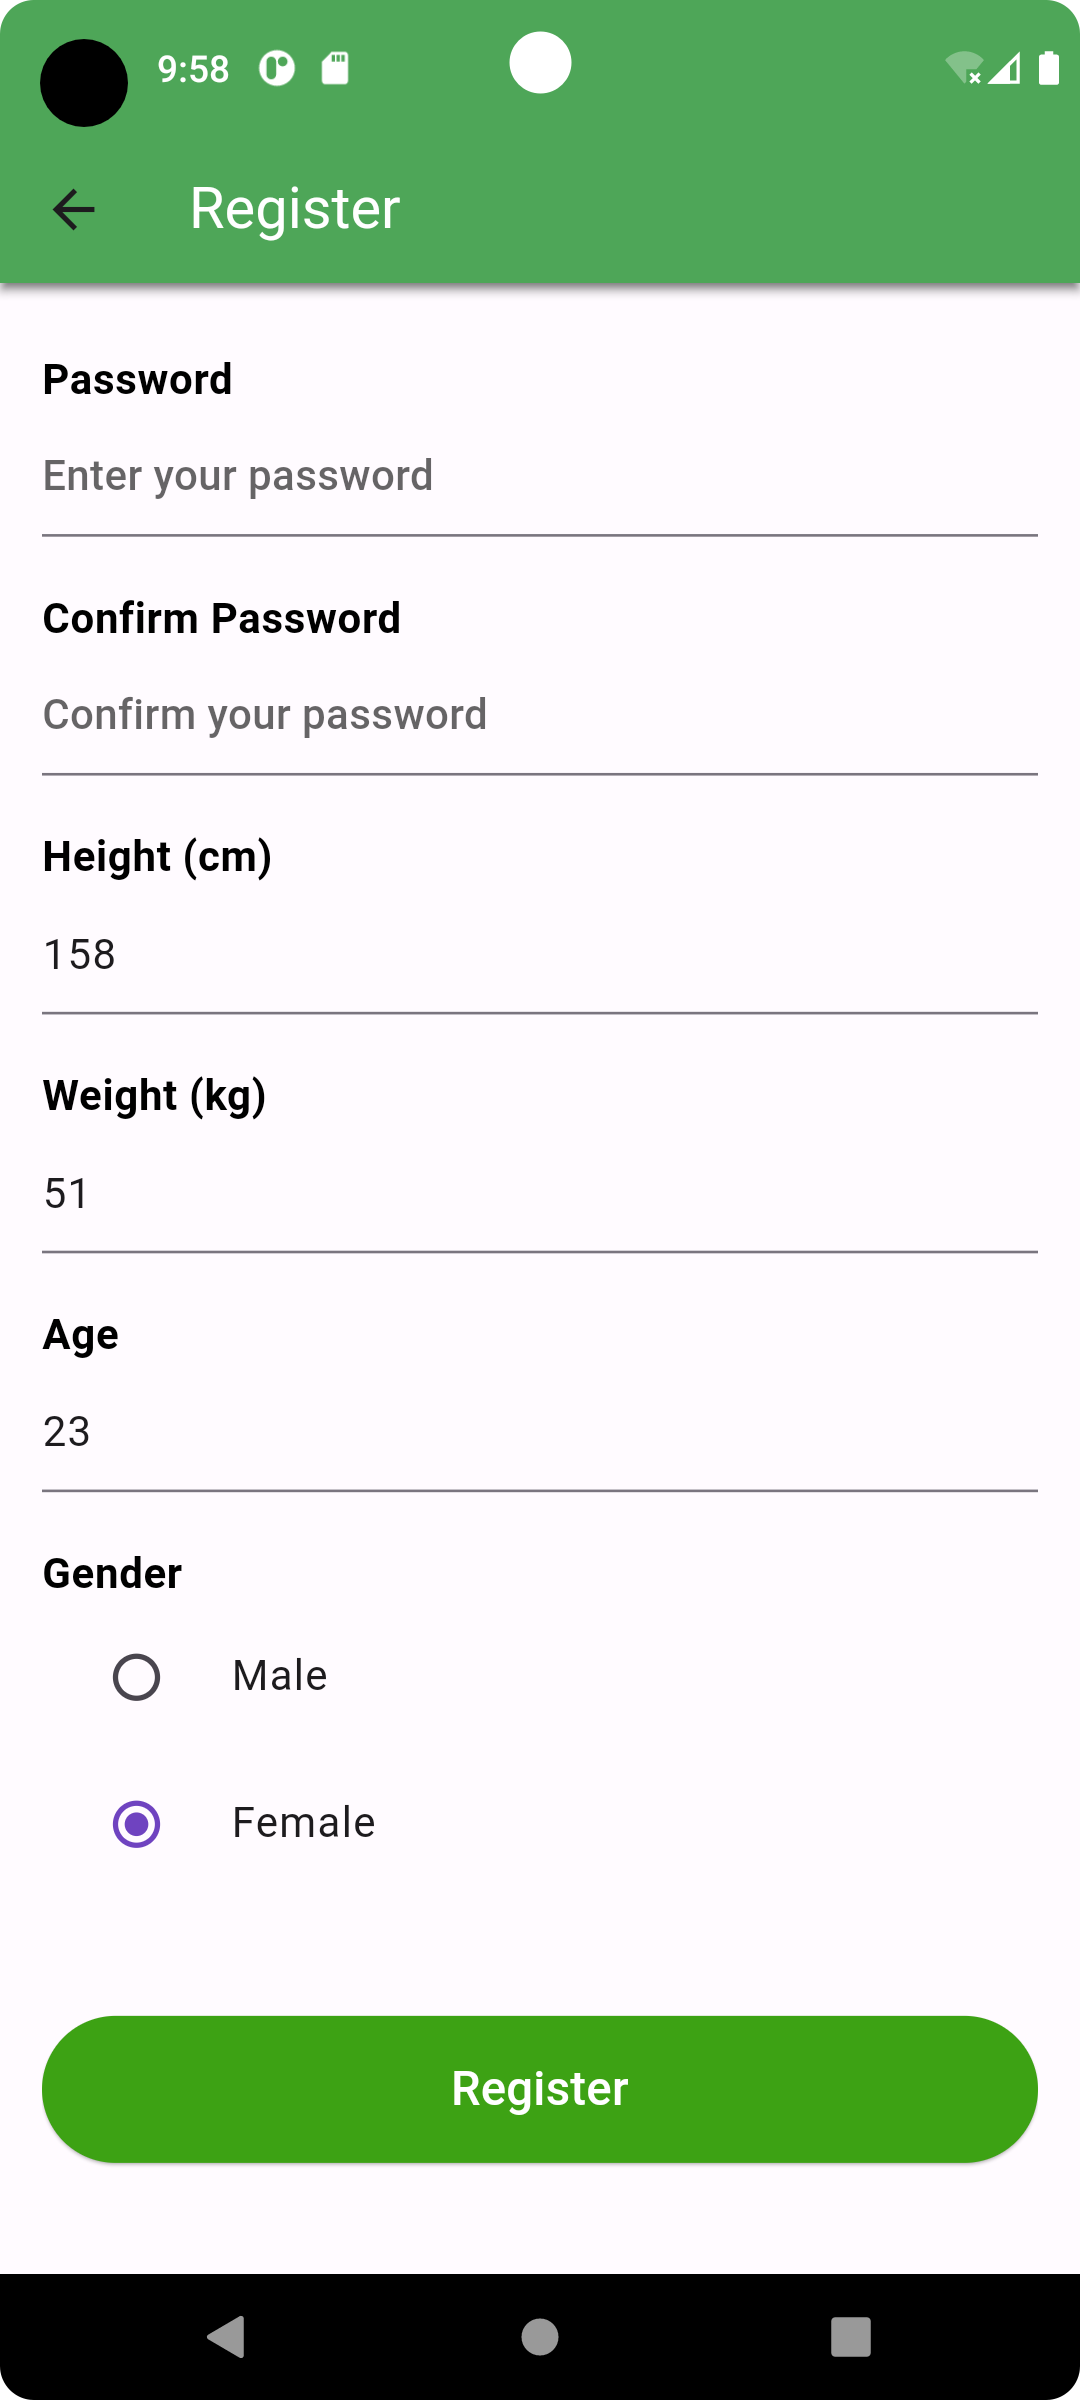 9:58
Register
Password
Enter your password
Confirm Password
Confirm your password
Height (cm)
158
Weight (kg)
51
Age
23
Gender
Male
Female
Register